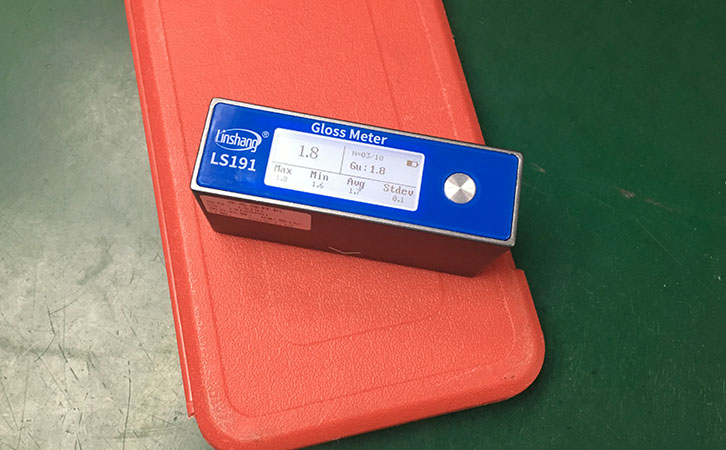 Gloss Meter
Linshang®
LS191
1.8
N=03/10
Gu: 1.8
Max Min Avg Stdev
1.8 1.6 1.7 0.1